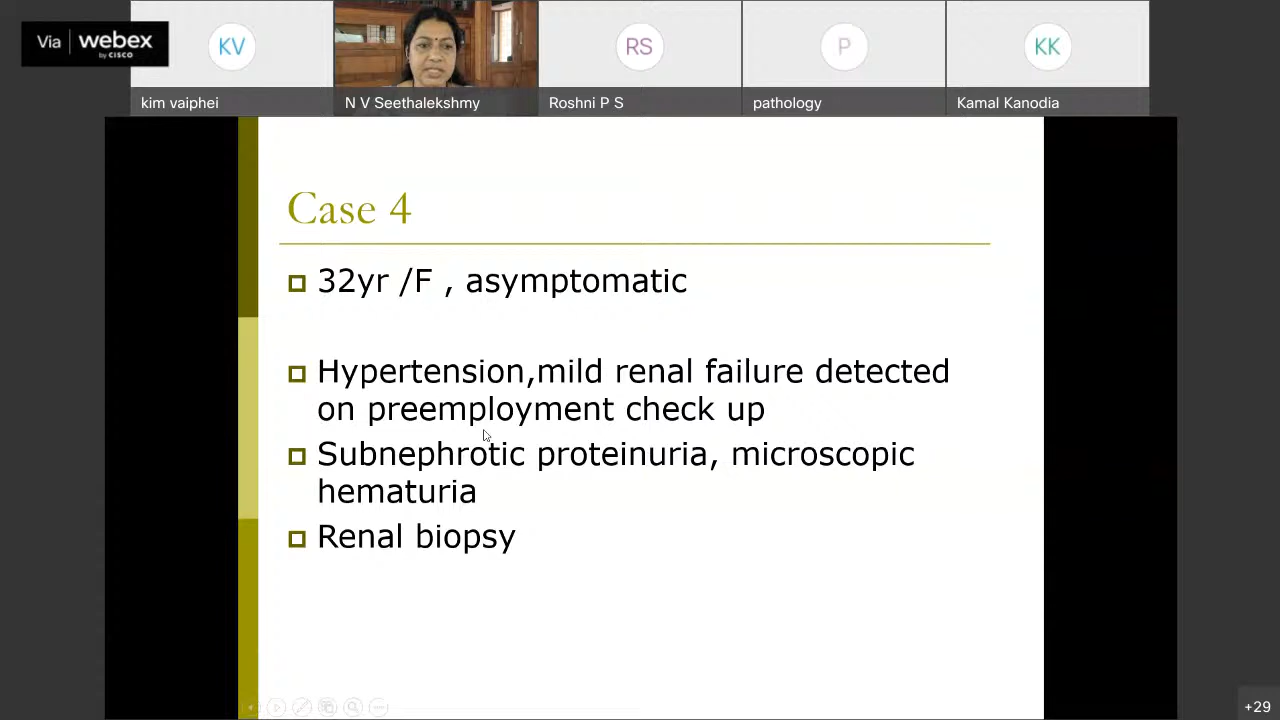 Via webex
by CISCO
KV
RS
P
KK
kim vaiphei
N V Seethalekshmy
Roshni P S
pathology
Kamal Kanodia
Case 4
32yr /F , asymptomatic
Hypertension,mild renal failure detected
on preemployment check up
Subnephrotic proteinuria, microscopic
hematuria
Renal biopsy
+29